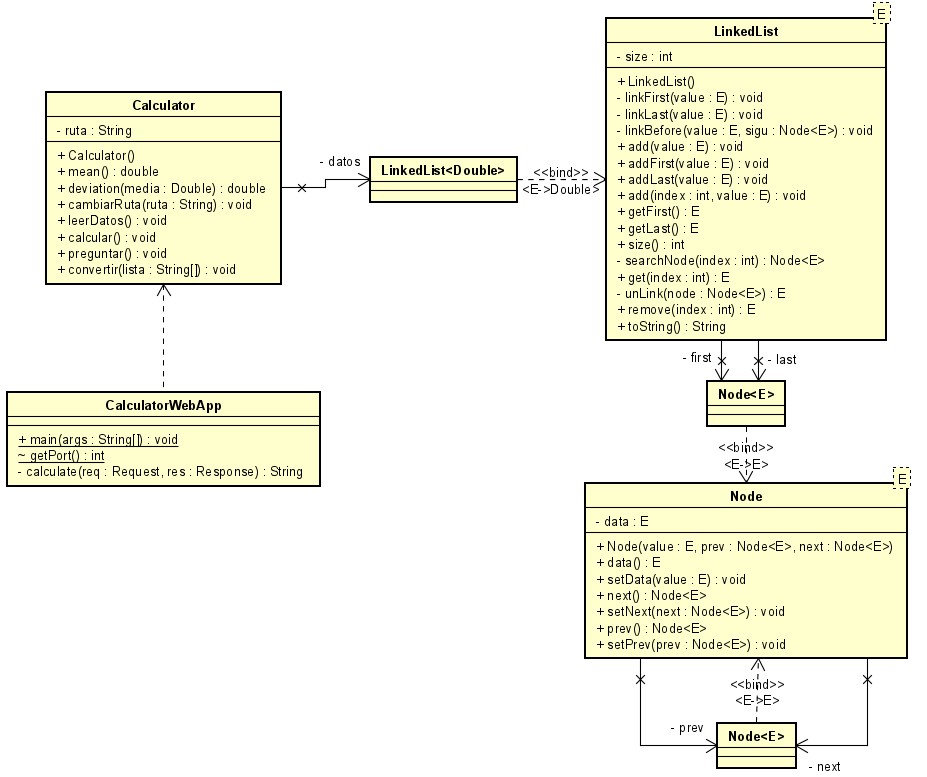 E
LinkedList
- size : int
+ LinkedList()
- linkFirst(value : E) : void
- linkLast(value : E) : void
- linkBefore(value : E, sigu : Node<E>) : void
+ add(value : E) : void
+ addFirst(value : E) : void
+ addLast(value : E) : void
+ add(index : int, value : E) : void
+ getFirst() : E
+ getLast() : E
+ size() : int
- searchNode(index : int) : Node<E>
+ get(index : int) : E
- unLink(node : Node<E>) : E
+ remove(index : int) : E
+ toString() : String
Calculator
- ruta : String
+ Calculator()
+ mean() : double
+ deviation(media : Double) : double
+ cambiarRuta(ruta : String) : void
+ leerDatos() : void
+ calcular() : void
+ preguntar() : void
+ convertir(lista : String[]) : void
- datos
LinkedList<Double>
<<bind>>
<E->Double>
- first
- last
Node<E>
<<bind>>
<E->E>
CalculatorWebApp
+ main(args : String[]) : void
~ getPort() : int
- calculate(req : Request, res : Response) : String
E
Node
- data : E
+ Node(value : E, prev : Node<E>, next : Node<E>)
+ data() : E
+ setData(value : E) : void
+ next() : Node<E>
+ setNext(next : Node<E>) : void
+ prev() : Node<E>
+ setPrev(prev : Node<E>) : void
<<bind>>
<E->E>
- prev
Node<E>
- next